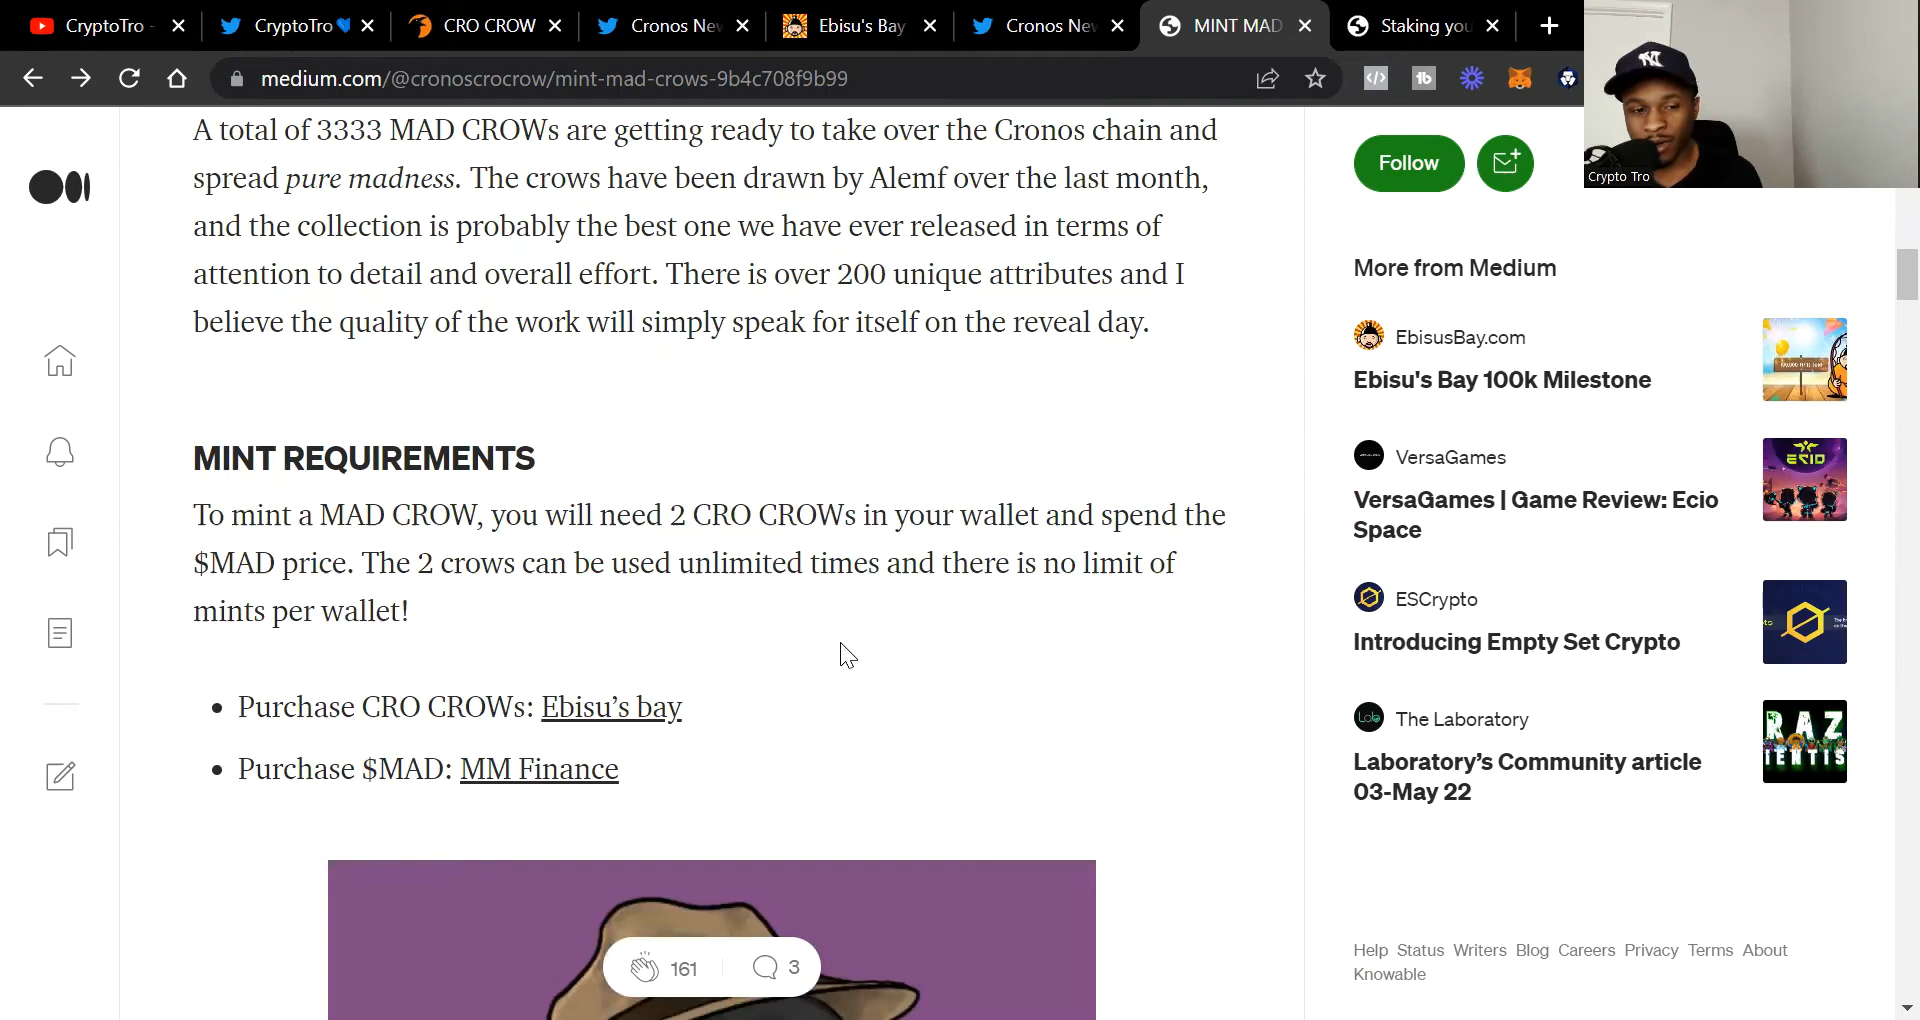 CryptoTro -
CryptoTro💙
CRO CROW
Cronos Nev
Ebisu's Bay
Cronos Nev
MINT MAD
Staking you
medium.com/@cronoscrocrow/mint-mad-crows-9b4c708f9b99
Crypto Tro
A total of 3333 MAD CROWs are getting ready to take over the Cronos chain and
spread pure madness. The crows have been drawn by Alemf over the last month,
and the collection is probably the best one we have ever released in terms of
attention to detail and overall effort. There is over 200 unique attributes and I
believe the quality of the work will simply speak for itself on the reveal day.
MINT REQUIREMENTS
To mint a MAD CROW, you will need 2 CRO CROWs in your wallet and spend the
$MAD price. The 2 crows can be used unlimited times and there is no limit of
mints per wallet!
• Purchase CRO CROWs: Ebisu’s bay
• Purchase $MAD: MM Finance
161
3
Follow
More from Medium
EbisusBay.com
Ebisu's Bay 100k Milestone
VersaGames
VersaGames | Game Review: Ecio
Space
ESCrypto
Introducing Empty Set Crypto
The Laboratory
Lab
Laboratory’s Community article
03-May 22
RAZ
IENTIS
Help Status Writers Blog Careers Privacy Terms About
Knowable